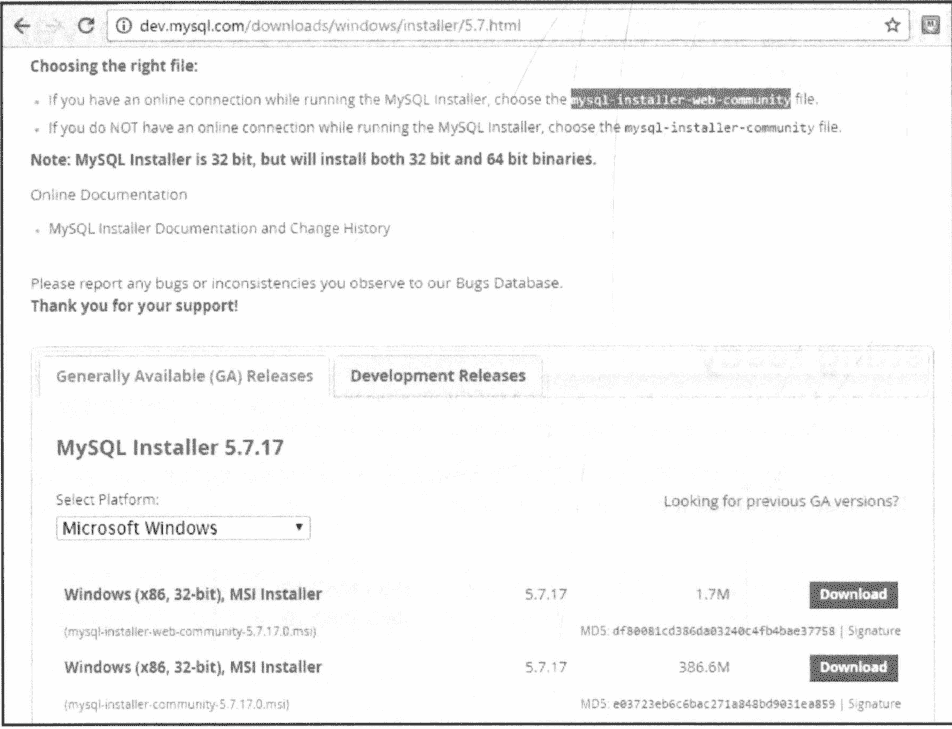 dev.mysql.com/downloads/windows/installer/5.7.html
Choosing the right file:
If you have an online connection while running the MySQL Installer, choose the mysql-installer-web-community file.
If you do NOT have an online connection while running the MySQL Installer, choose the mysql-installer-community file.
Note: MySQL Installer is 32 bit, but will install both 32 bit and 64 bit binaries.
Online Documentation
MySQL Installer Documentation and Change History
Please report any bugs or inconsistencies you observe to our Bugs Database.
Thank you for your support!
Generally Available (GA) Releases Development Releases
MySQL Installer 5.7.17
Select Platform:
Looking for previous GA versions?
Microsoft Windows
Windows (x86, 32-bit), MSI Installer 5.7.17 1.7M Download
(mysql-installer-web-community-5.7.17.0.msi) MD5: df80081cd386da03240c4fb4bae37758 | Signature
Windows (x86, 32-bit), MSI Installer 5.7.17 386.6M Download
(mysql-installer-community-5.7.17.0.msi) MD5: e03723eb6c6bac271a848bd9031ea859 | Signature